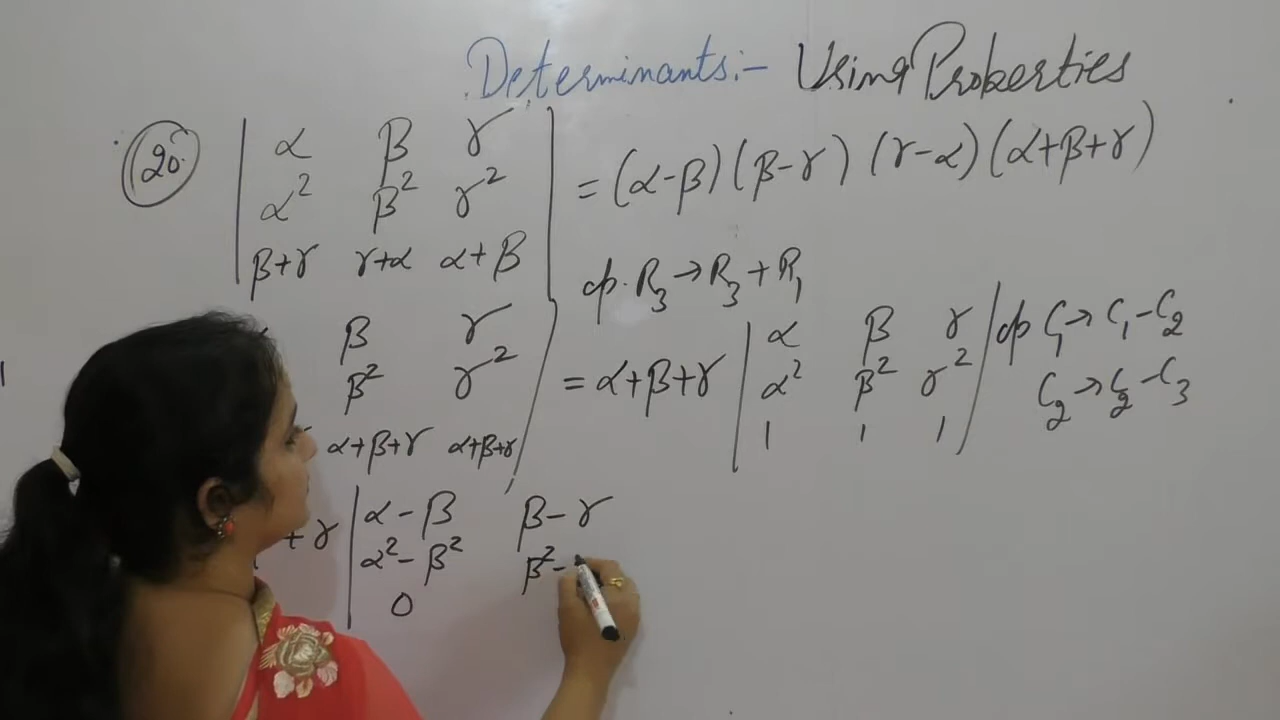 Determinants:- Using Properties
20. | α β γ |
| α² β² γ² | = (α-β)(β-γ)(γ-α)(α+β+γ)
| β+γ γ+α α+β |
op. R₃→R₃+R₁
β γ |
β² γ² | = α+β+γ | α β γ | op C₁→C₁-C₂
α+β+γ α+β+γ | | α² β² γ² | C₂→C₂-C₃
| 1 1 1 |
+γ | α-β β-γ
| α²-β² β²-
| 0